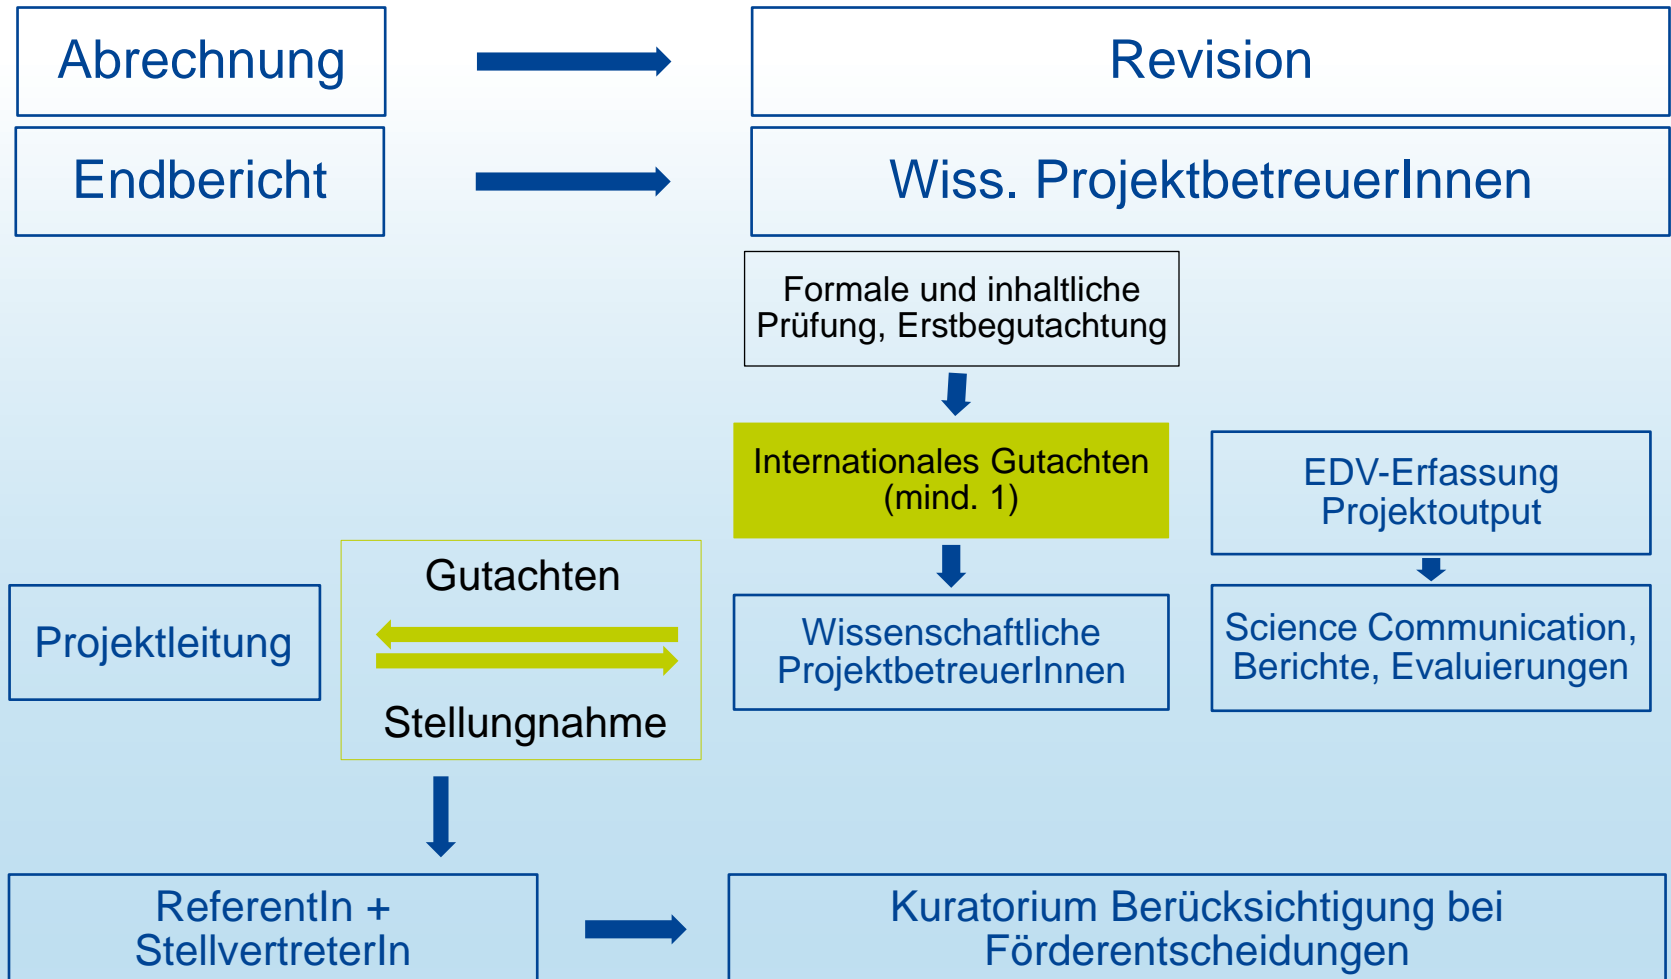 Abrechnung
Revision
Endbericht
Wiss. ProjektbetreuerInnen
Formale und inhaltliche
Prüfung, Erstbegutachtung
Internationales Gutachten
(mind. 1)
EDV-Erfassung
Projektoutput
Gutachten
Stellungnahme
Projektleitung
Wissenschaftliche
ProjektbetreuerInnen
Science Communication,
Berichte, Evaluierungen
ReferentIn +
StellvertreterIn
Kuratorium Berücksichtigung bei
Förderentscheidungen